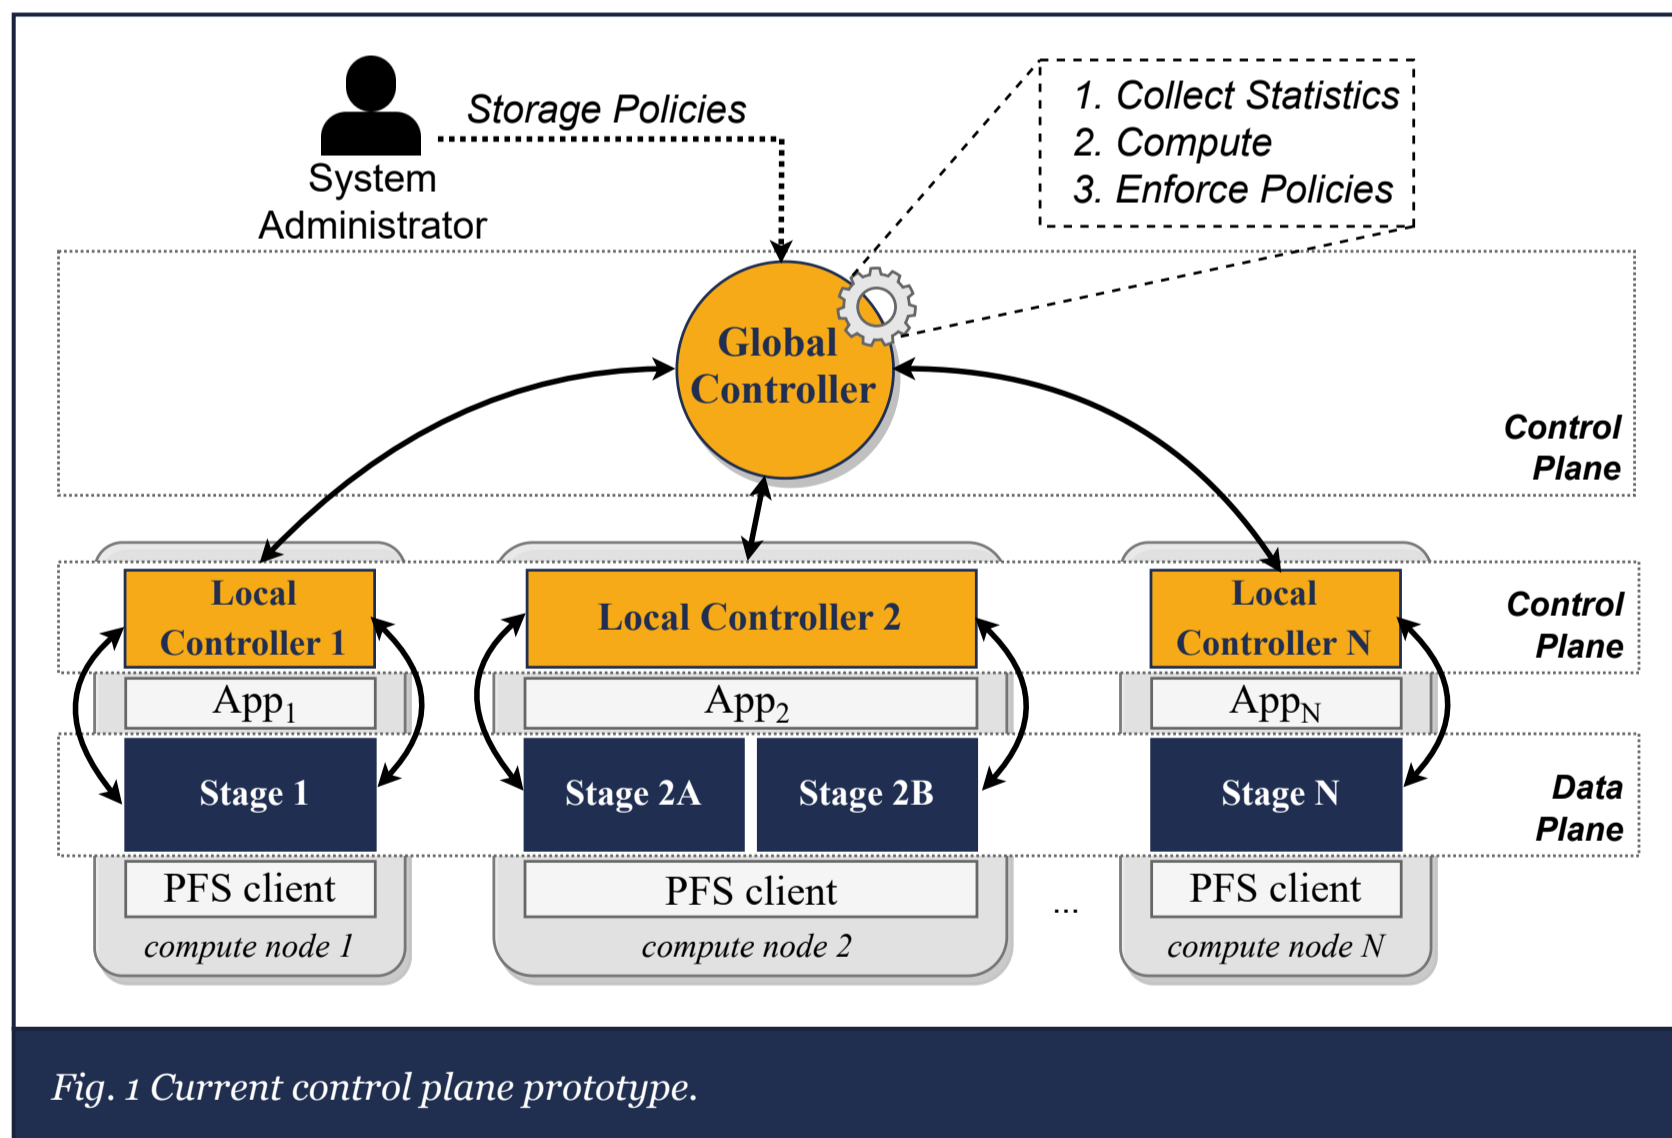 Storage Policies
System
Administrator
1. Collect Statistics
2. Compute
3. Enforce Policies
Global
Controller
Control
Plane
Local
Controller 1
Local Controller 2
Local
Controller N
Control
Plane
App1
App2
AppN
Stage 1
Stage 2A
Stage 2B
Stage N
Data
Plane
PFS client
PFS client
...
PFS client
compute node 1
compute node 2
compute node N
Fig. 1 Current control plane prototype.